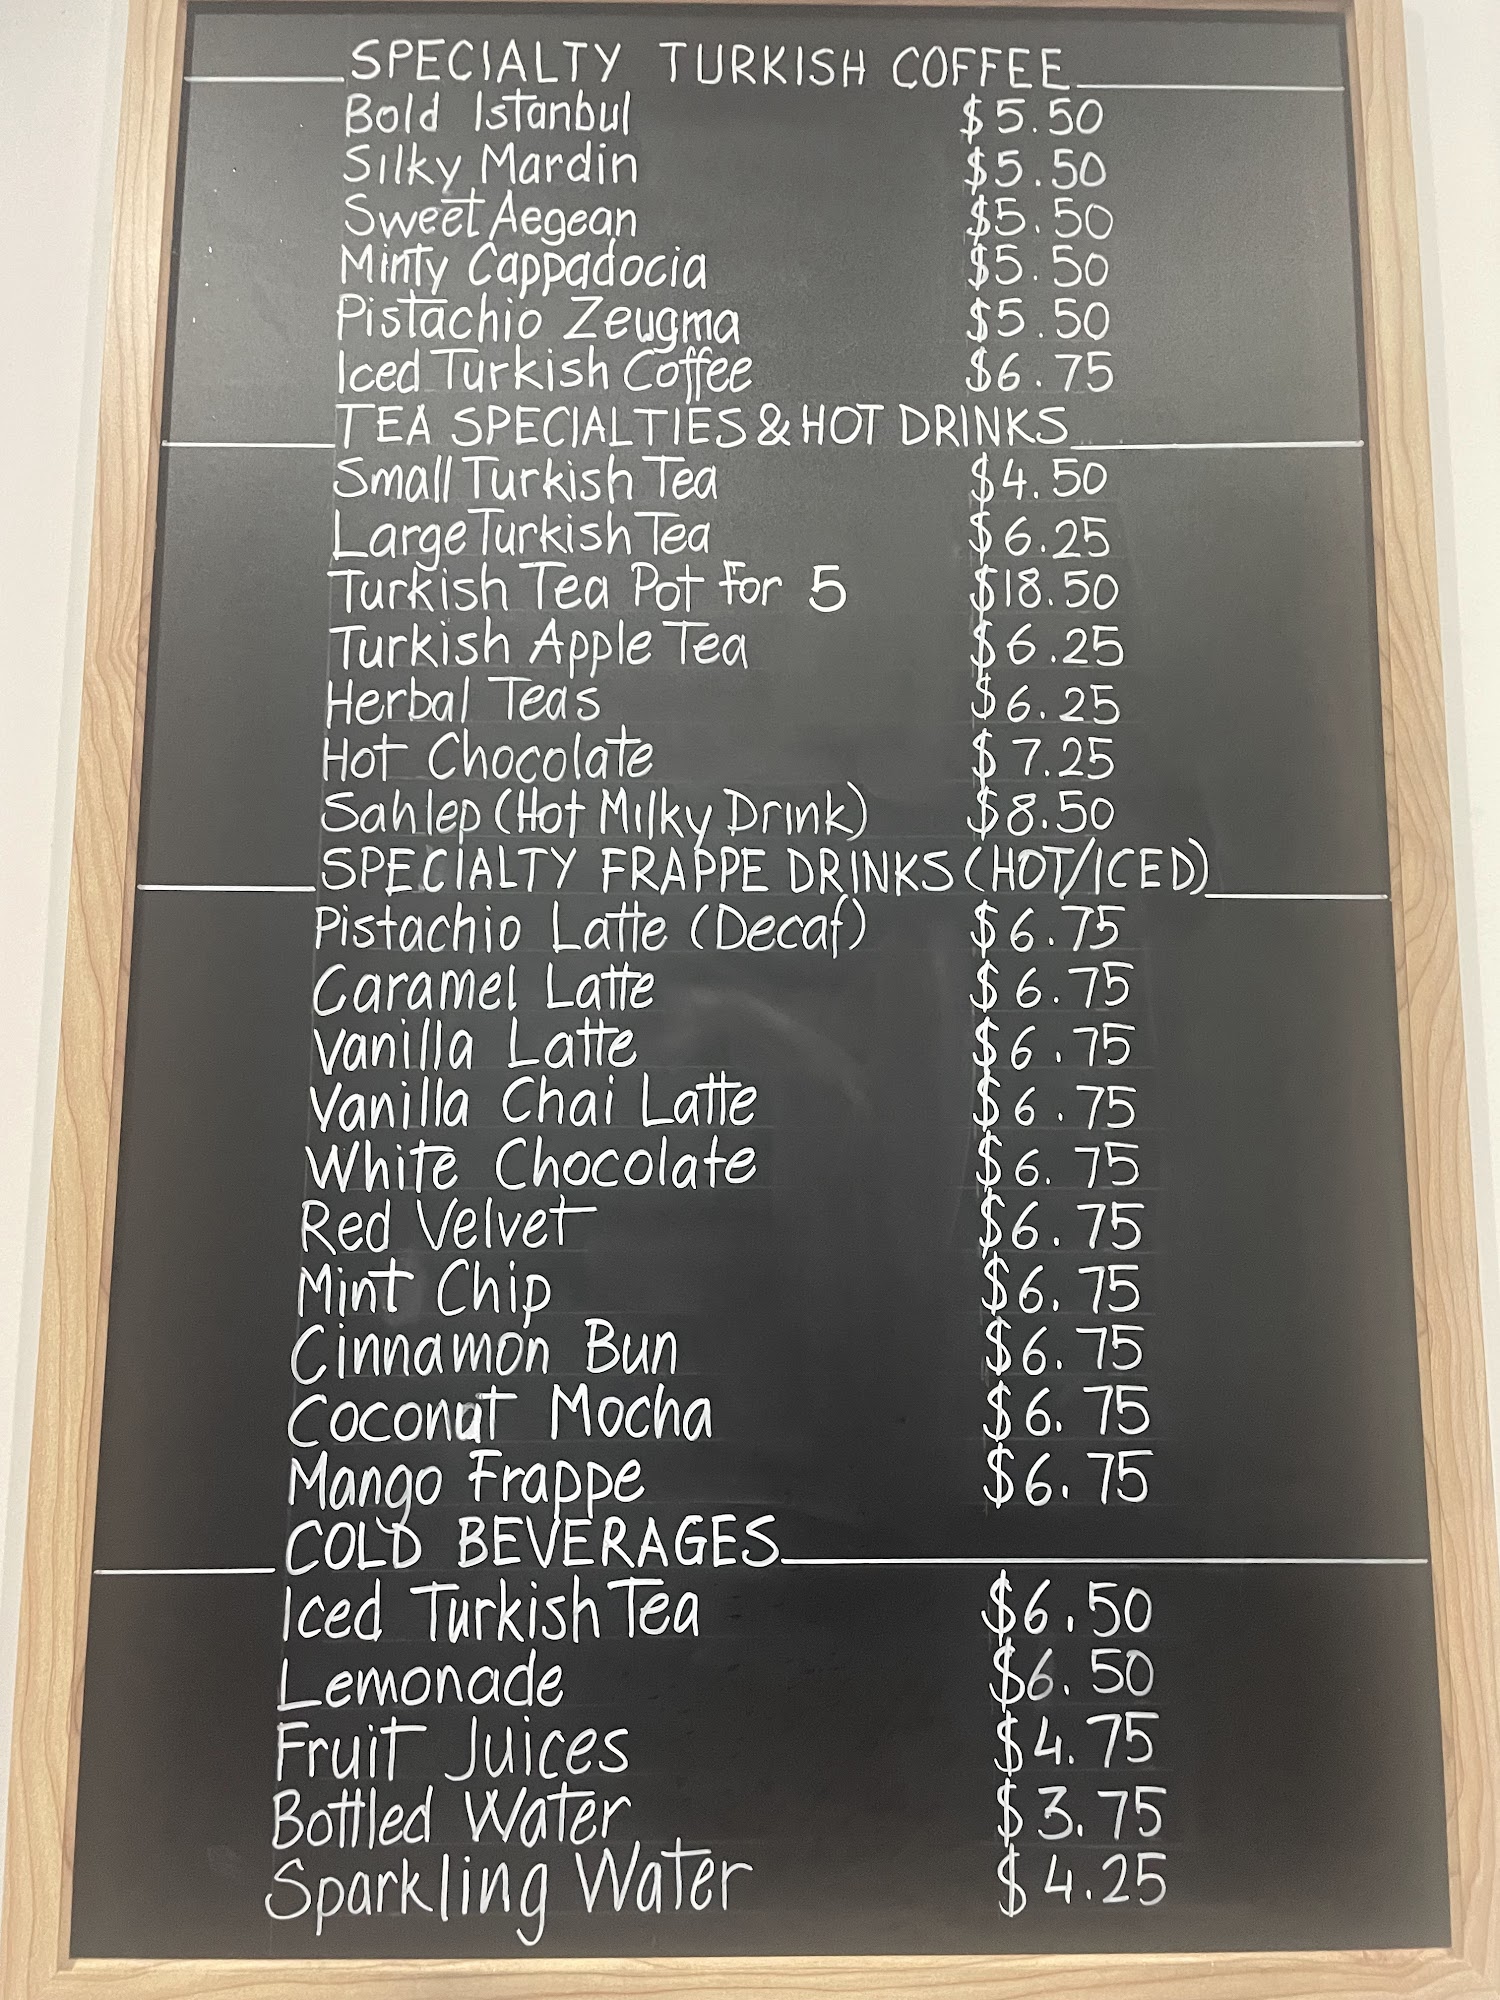 SPECIALTY TURKISH COFFEE
Bold Istanbul $5.50
Silky Mardin $5.50
Sweet Aegean $5.50
Minty Cappadocia $5.50
Pistachio Zeugma $5.50
Iced Turkish Coffee $6.75
TEA SPECIALTIES & HOT DRINKS
Small Turkish Tea $4.50
Large Turkish Tea $6.25
Turkish Tea Pot for 5 $18.50
Turkish Apple Tea $6.25
Herbal Teas $6.25
Hot Chocolate $7.25
Sahlep (Hot Milky Drink) $8.50
SPECIALTY FRAPPE DRINKS (HOT/ICED)
Pistachio Latte (Decaf) $6.75
Caramel Latte $6.75
Vanilla Latte $6.75
Vanilla Chai Latte $6.75
White Chocolate $6.75
Red Velvet $6.75
Mint Chip $6.75
Cinnamon Bun $6.75
Coconut Mocha $6.75
Mango Frappe $6.75
COLD BEVERAGES
Iced Turkish Tea $6.50
Lemonade $6.50
Fruit Juices $4.75
Bottled Water $3.75
Sparkling Water $4.25